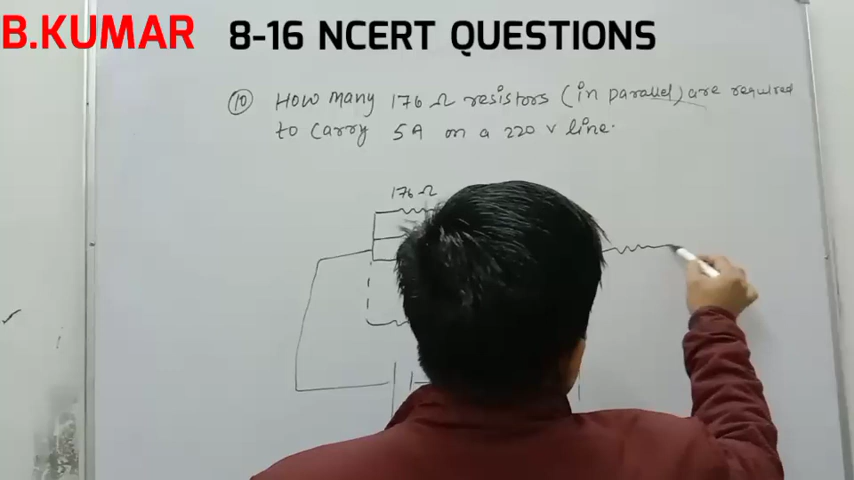 B.KUMAR 8-16 NCERT QUESTIONS
(10) How many 176 Ω resistors (in parallel) are required
to carry 5A on a 220 v line.
176 Ω